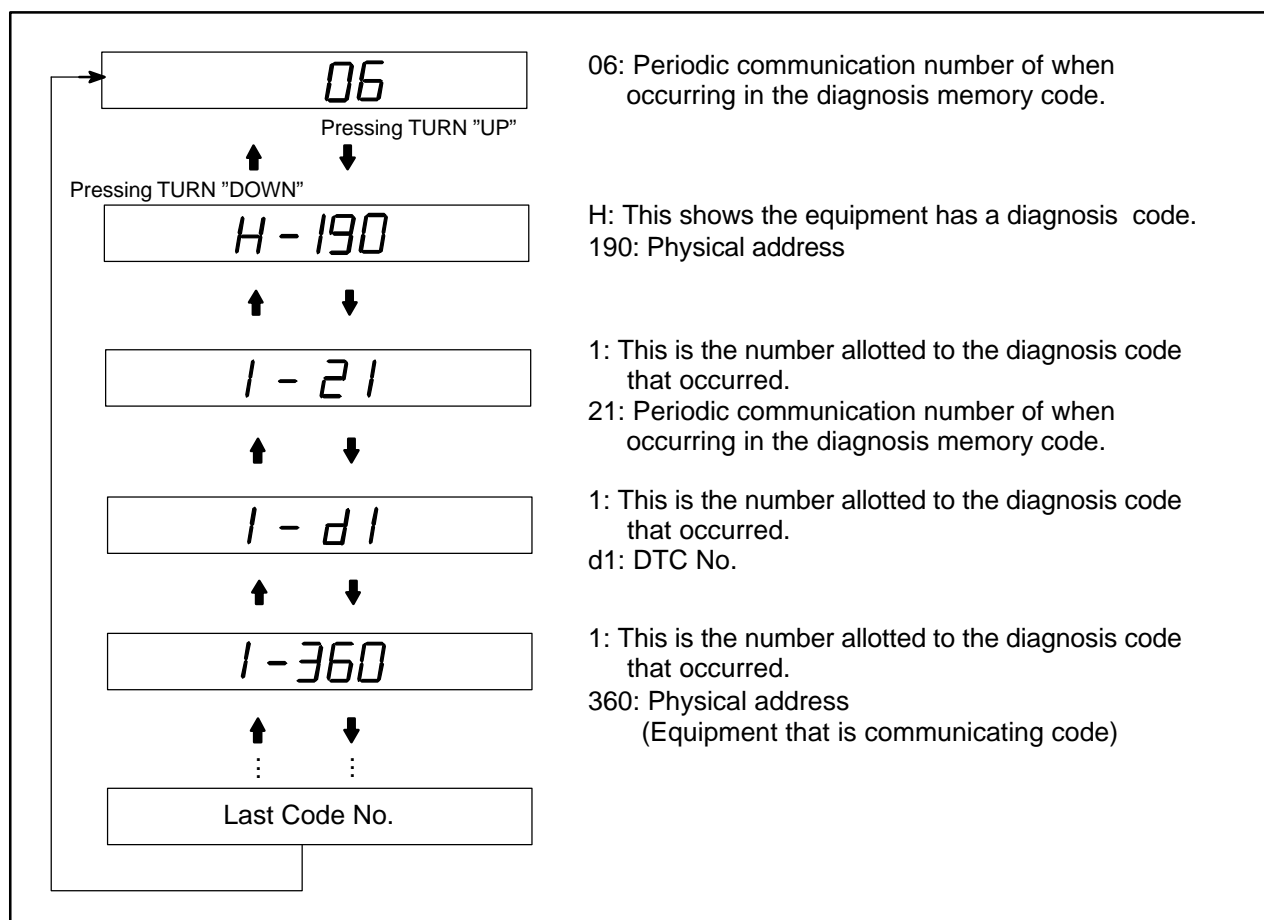 06
06: Periodic communication number of when
occurring in the diagnosis memory code.
Pressing TURN ”UP”
Pressing TURN ”DOWN”
H-190
H: This shows the equipment has a diagnosis code.
190: Physical address
1-21
1: This is the number allotted to the diagnosis code
that occurred.
21: Periodic communication number of when
occurring in the diagnosis memory code.
1-d1
1: This is the number allotted to the diagnosis code
that occurred.
d1: DTC No.
1-360
1: This is the number allotted to the diagnosis code
that occurred.
360: Physical address
(Equipment that is communicating code)
Last Code No.